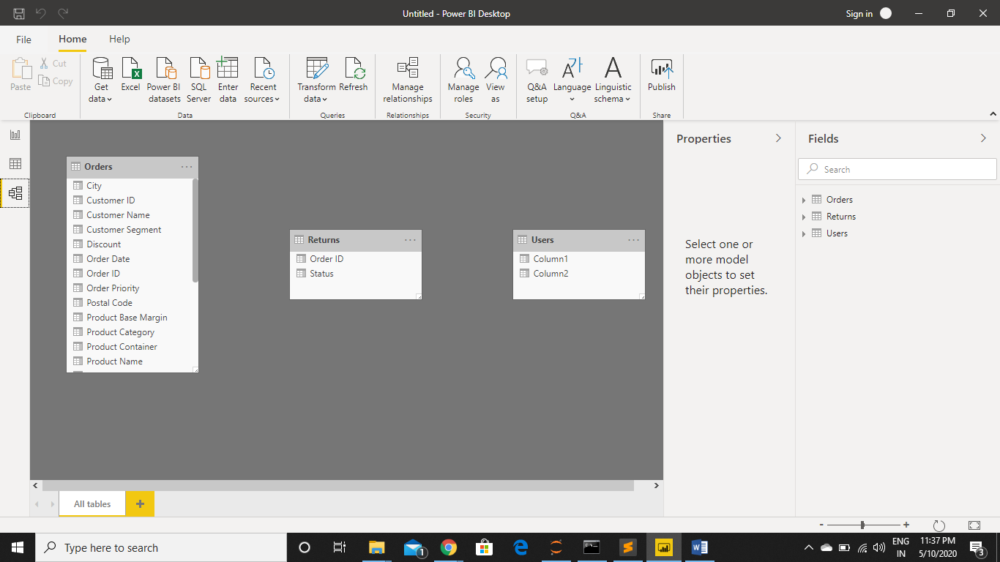 Untitled - Power BI Desktop
Sign in
File
Home
Help
Paste
Cut
Copy
Clipboard
Get data
Excel
Power BI datasets
SQL Server
Enter data
Recent sources
Data
Transform data
Refresh
Queries
Manage relationships
Relationships
Manage roles
View as
Security
Q&A setup
Language
Linguistic schema
Q&A
Publish
Share
Orders
City
Customer ID
Customer Name
Customer Segment
Discount
Order Date
Order ID
Order Priority
Postal Code
Product Base Margin
Product Category
Product Container
Product Name
Returns
Order ID
Status
Users
Column1
Column2
Properties
Select one or
more model
objects to set
their properties.
Fields
Search
Orders
Returns
Users
All tables
Type here to search
1
ENG
IN
11:37 PM
5/10/2020
3